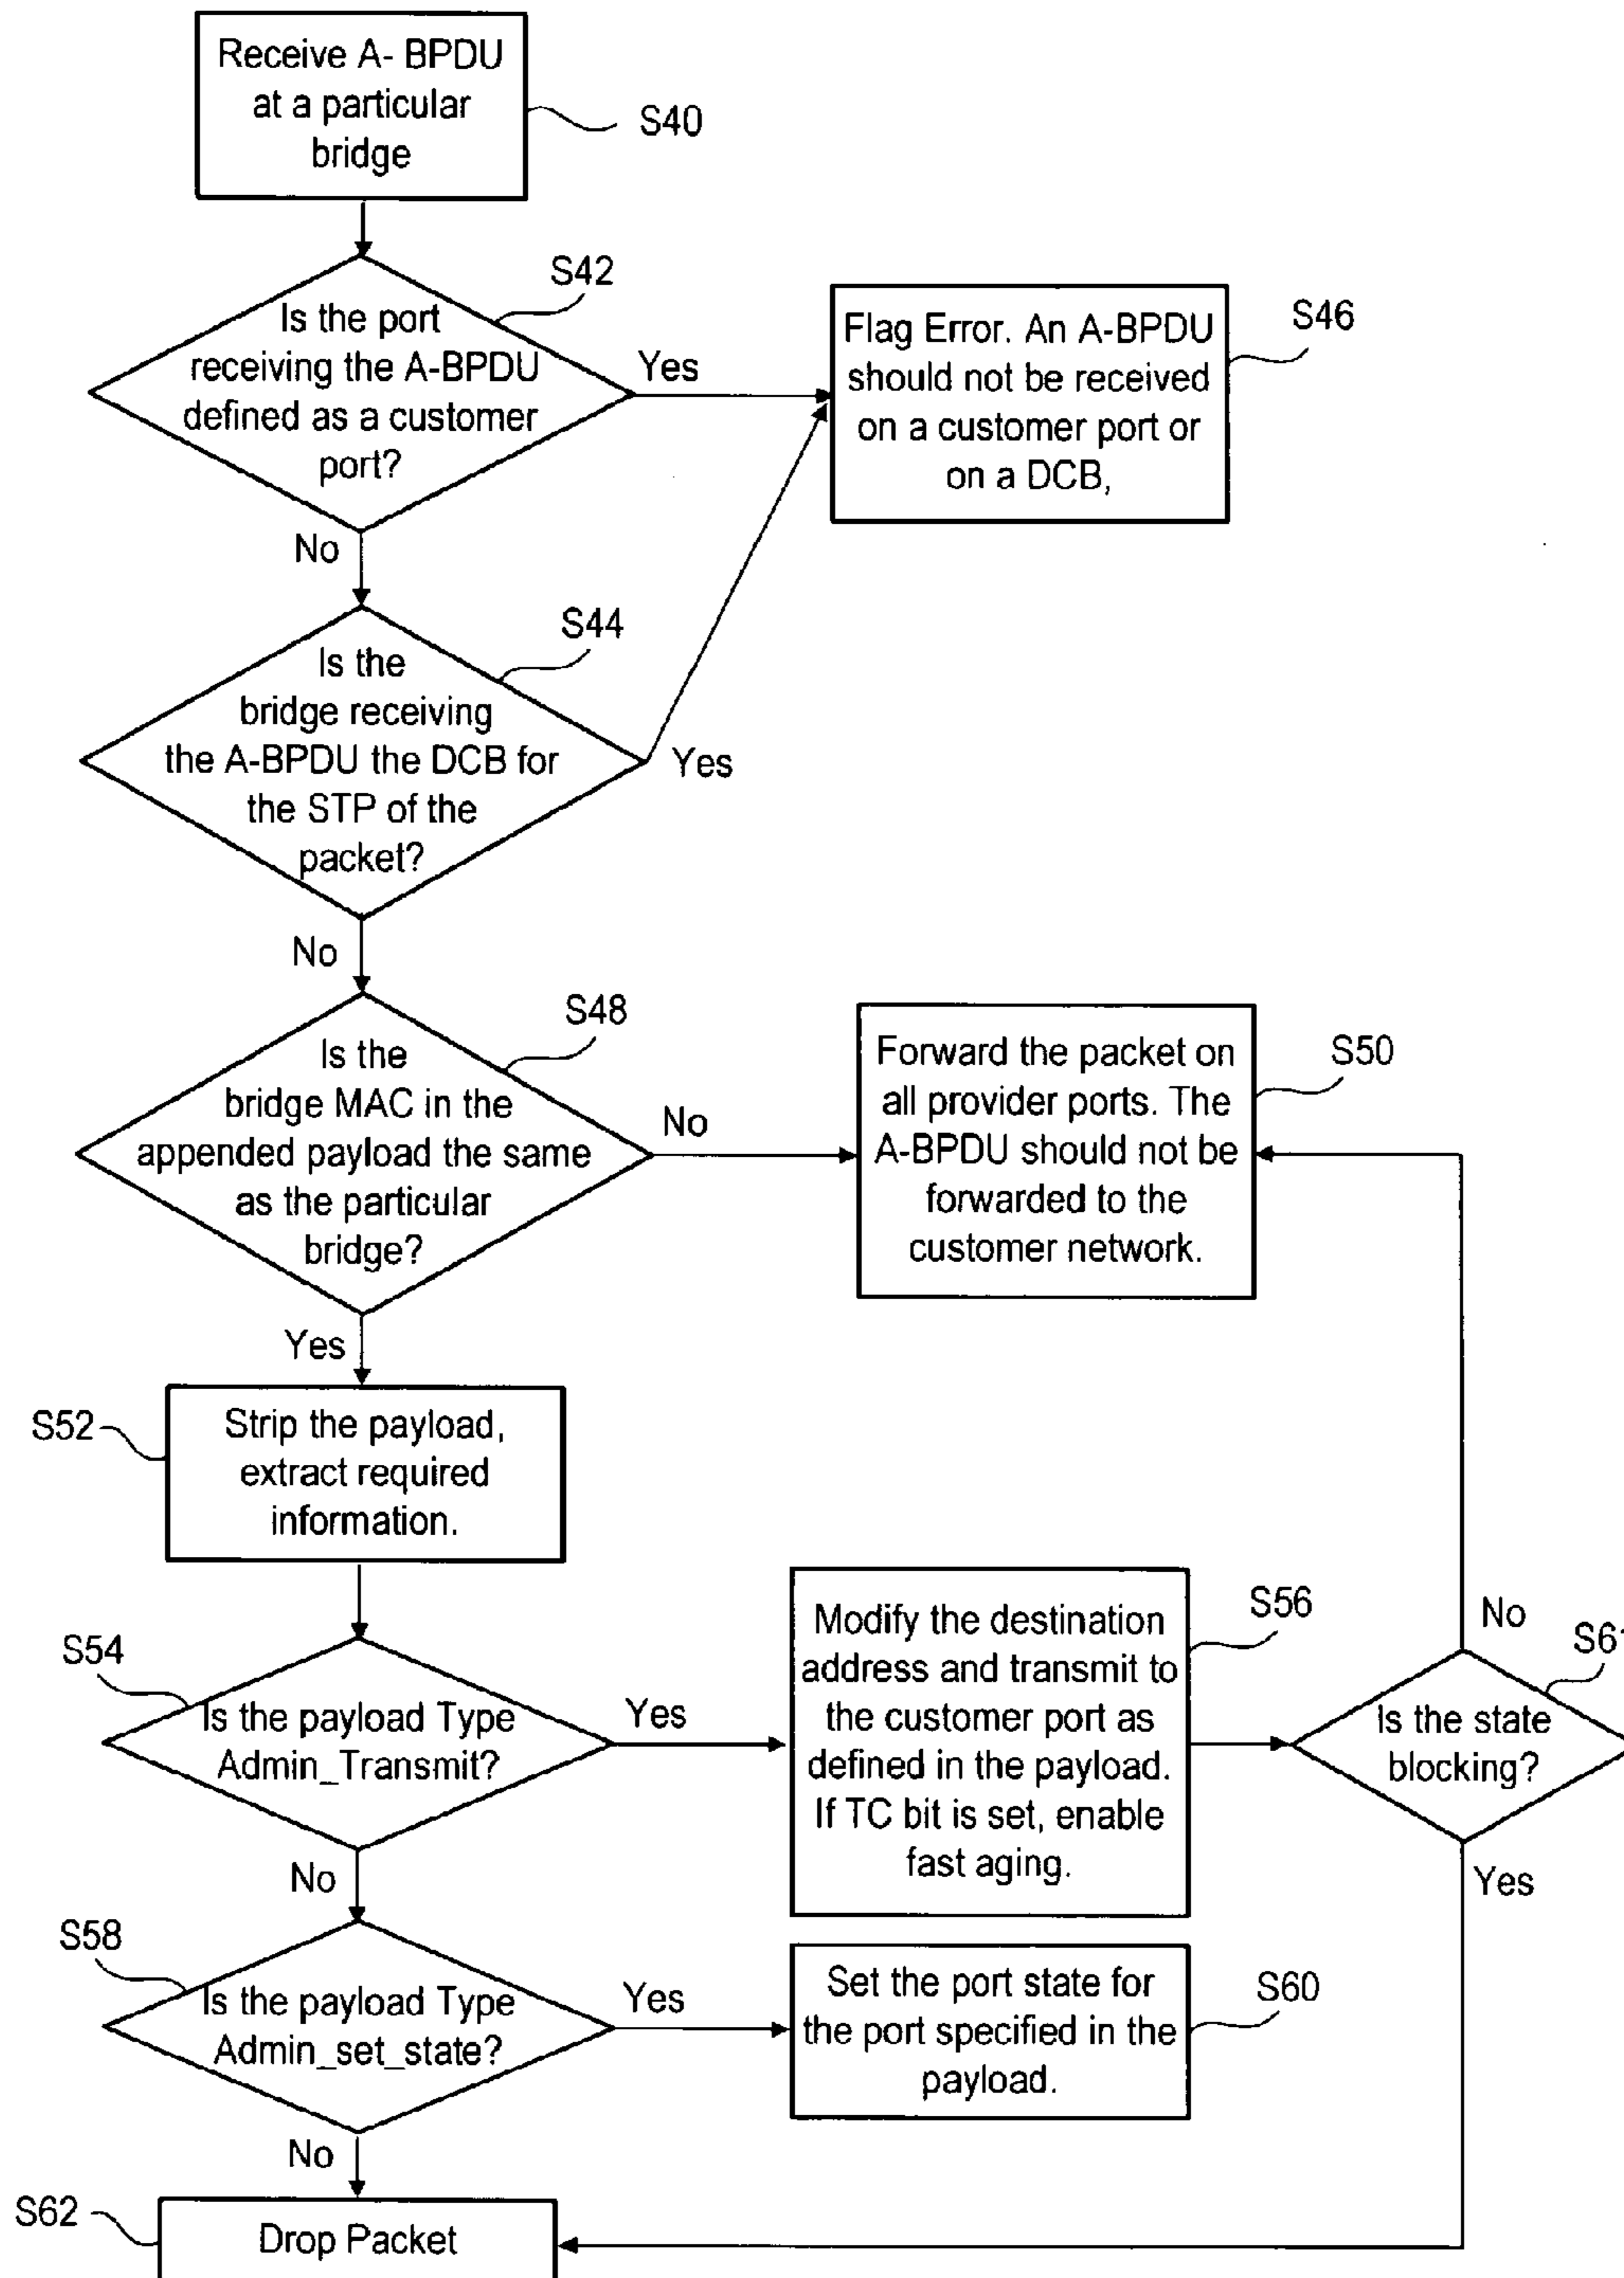 Receive A- BPDU
at a particular
bridge
S40
S42
Is the port
receiving the A-BPDU
defined as a customer
port?
Yes
No
Flag Error. An A-BPDU
should not be received
on a customer port or
on a DCB,
S46
S44
Is the
bridge receiving
the A-BPDU the DCB for
the STP of the
packet?
Yes
No
S48
Is the
bridge MAC in the
appended payload the same
as the particular
bridge?
No
Yes
Forward the packet on
all provider ports. The
A-BPDU should not be
forwarded to the
customer network.
S50
S52
Strip the payload,
extract required
information.
S54
Is the payload Type
Admin_Transmit?
Yes
No
Modify the destination
address and transmit to
the customer port as
defined in the payload.
If TC bit is set, enable
fast aging.
S56
No
S61
Is the state
blocking?
Yes
S58
Is the payload Type
Admin_set_state?
Yes
No
Set the port state for
the port specified in the
payload.
S60
S62
Drop Packet